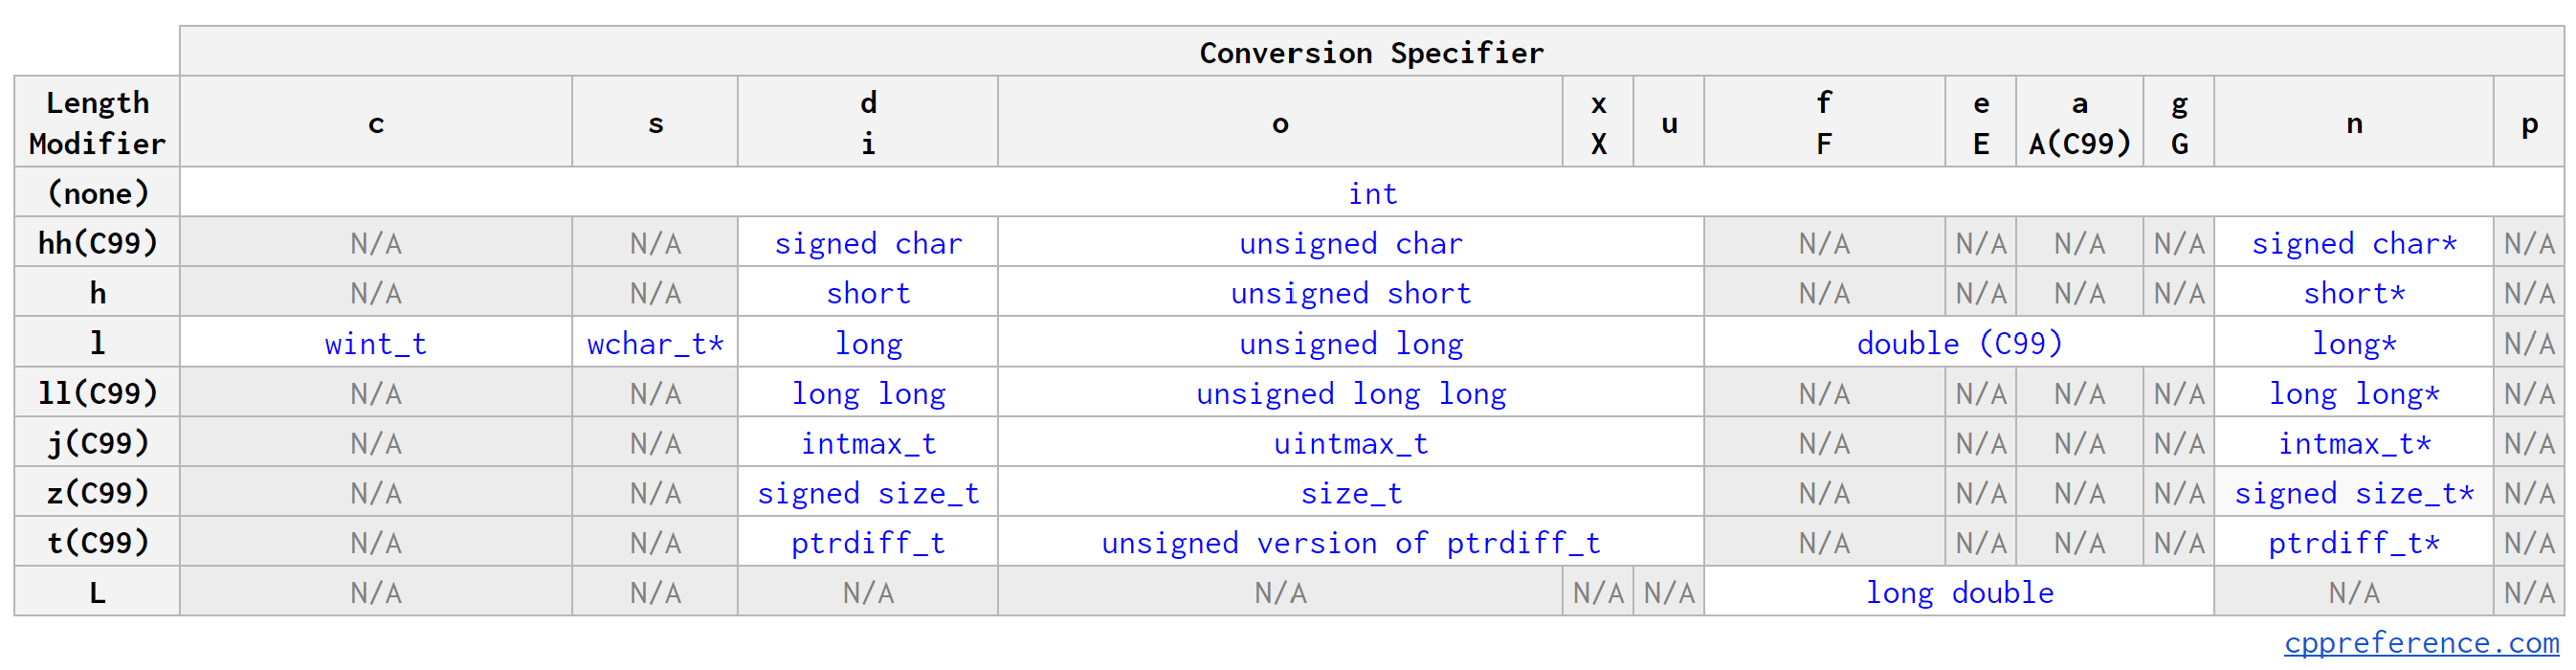 Conversion Specifier
Length Modifier c s d i o x X u f F e E a A(C99) g G n p
(none) int
hh(C99) N/A N/A signed char unsigned char N/A N/A N/A N/A signed char* N/A
h N/A N/A short unsigned short N/A N/A N/A N/A short* N/A
l wint_t wchar_t* long unsigned long double (C99) long* N/A
ll(C99) N/A N/A long long unsigned long long N/A N/A N/A N/A long long* N/A
j(C99) N/A N/A intmax_t uintmax_t N/A N/A N/A N/A intmax_t* N/A
z(C99) N/A N/A signed size_t size_t N/A N/A N/A N/A signed size_t* N/A
t(C99) N/A N/A ptrdiff_t unsigned version of ptrdiff_t N/A N/A N/A N/A ptrdiff_t* N/A
L N/A N/A N/A N/A N/A N/A long double N/A N/A
cppreference.com